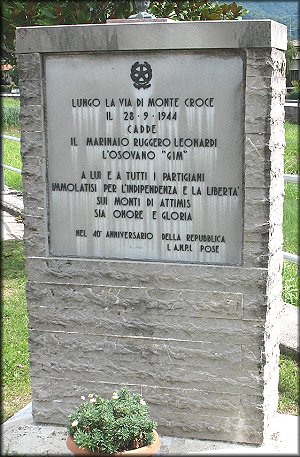 LUNGO LA VIA DI MONTE CROCE
IL 28-9-1944
CADDE
IL MARINAIO RUGGERO LEONARDI
L'OSOVANO "GIM"
A LUI E A TUTTI I PARTIGIANI
IMMOLATISI PER L'INDIPENDENZA E LA LIBERTA'
SUI MONTI DI ATTIMIS
SIA ONORE E GLORIA
NEL 40° ANNIVERSARIO DELLA REPUBBLICA
L'A.N.P.I. POSE